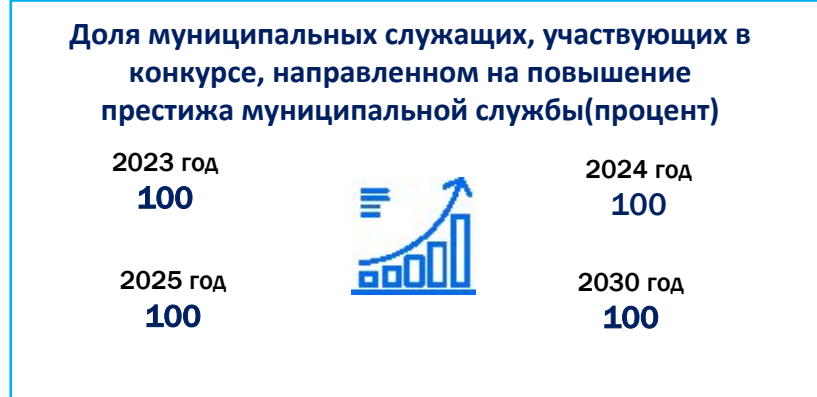 Доля муниципальных служащих, участвующих в
конкурсе, направленном на повышение
престижа муниципальной службы(процент)
2023 год
100
2024 год
100
2025 год
100
2030 год
100